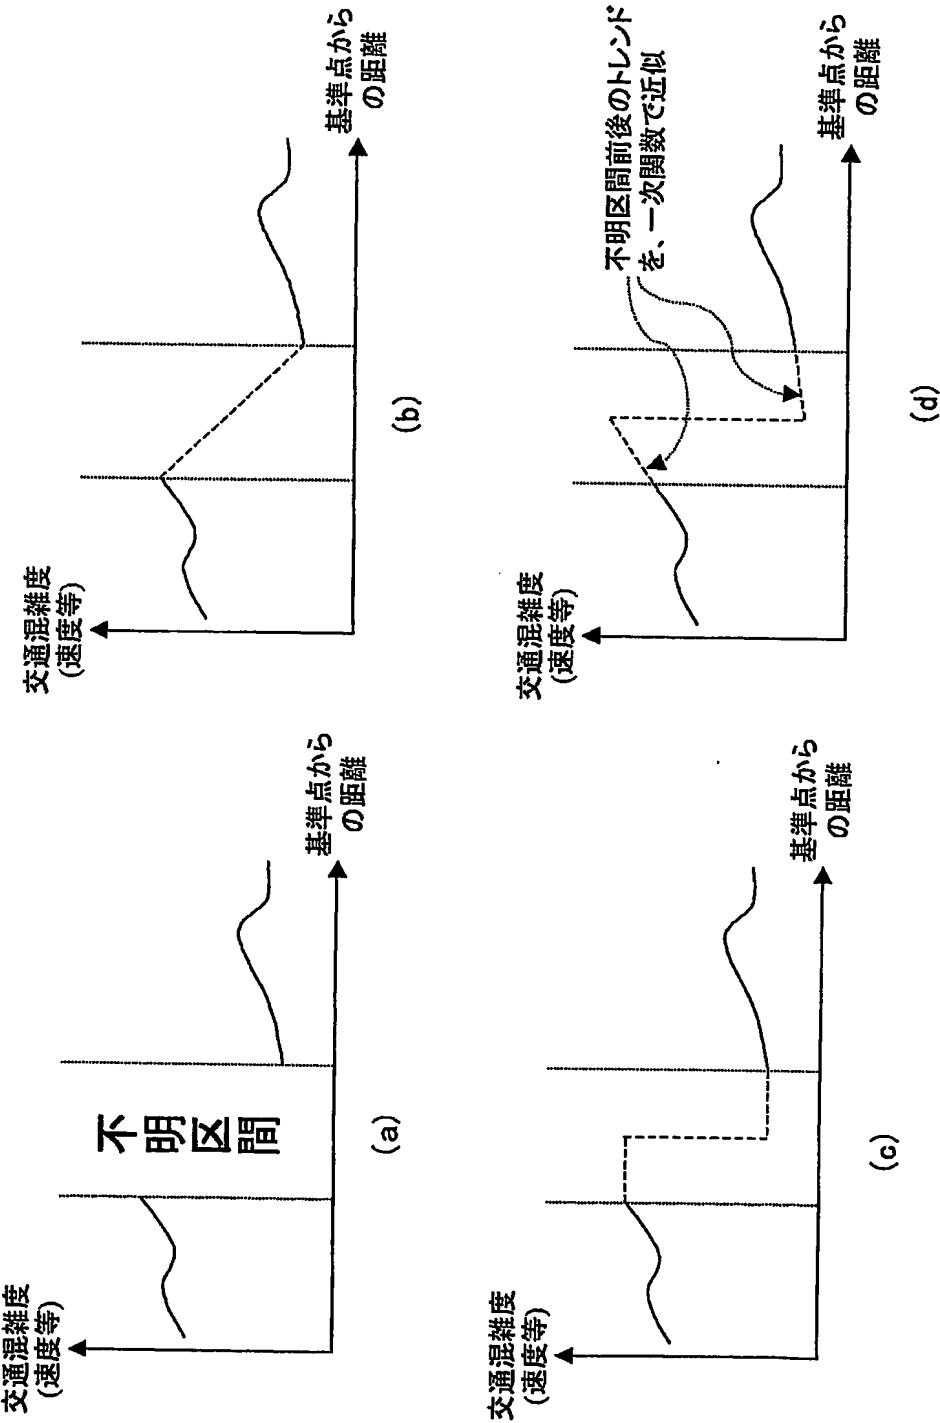 交通混雑度
(速度等)
不明区間
基準点から
の距離
(a)
交通混雑度
(速度等)
基準点から
の距離
(b)
交通混雑度
(速度等)
基準点から
の距離
(c)
交通混雑度
(速度等)
不明区間前後のトレンド
を、一次関数で近似
基準点から
の距離
(d)